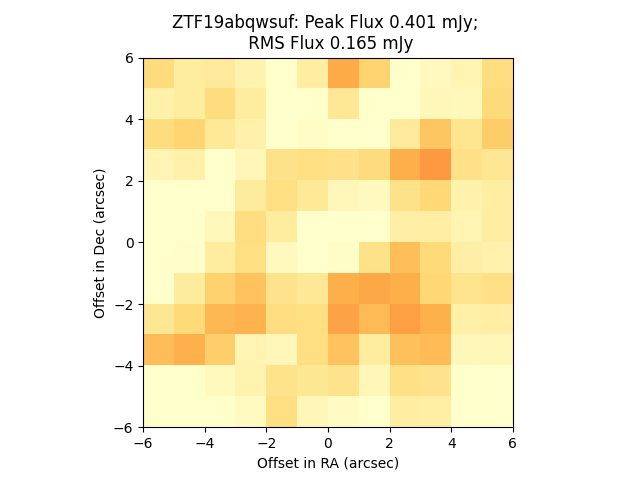 ZTF19abqwsuf: Peak Flux 0.401 mJy;
RMS Flux 0.165 mJy
6
4
2
0
−2
−4
−6
Offset in Dec (arcsec)
−6 −4 −2 0 2 4 6
Offset in RA (arcsec)